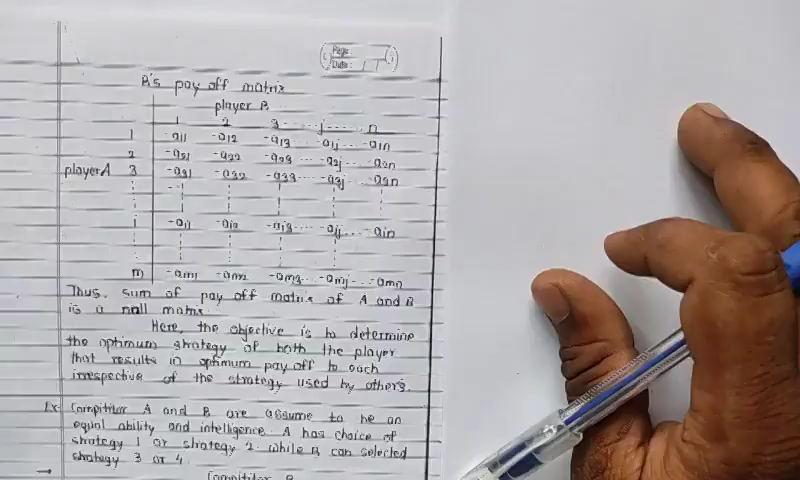 Page:
Date: / /
B's pay off matrix
player B
1 2 3 ---- j ---- n
1 -a11 -a12 -a13 ---- -a1j ---- -a1n
2 -a21 -a22 -a23 ---- -a2j ---- -a2n
player A 3 -a31 -a32 -a33 ---- -a3j ---- -a3n
i -ai1 -ai2 -ai3 ---- -aij ---- -ain
m -am1 -am2 -am3 ---- -amj ---- -amn
Thus, sum of pay off matrix of A and B
is a null matrix.
Here, the objective is to determine
the optimum strategy of both the player
that results in optimum pay off to each
irrespective of the strategy used by others.
Ex Compititor A and B are assume to be an
equal ability and intelligence. A has choice of
strategy 1 or strategy 2 while B can selected
strategy 3 or 4.
→ Compititor B